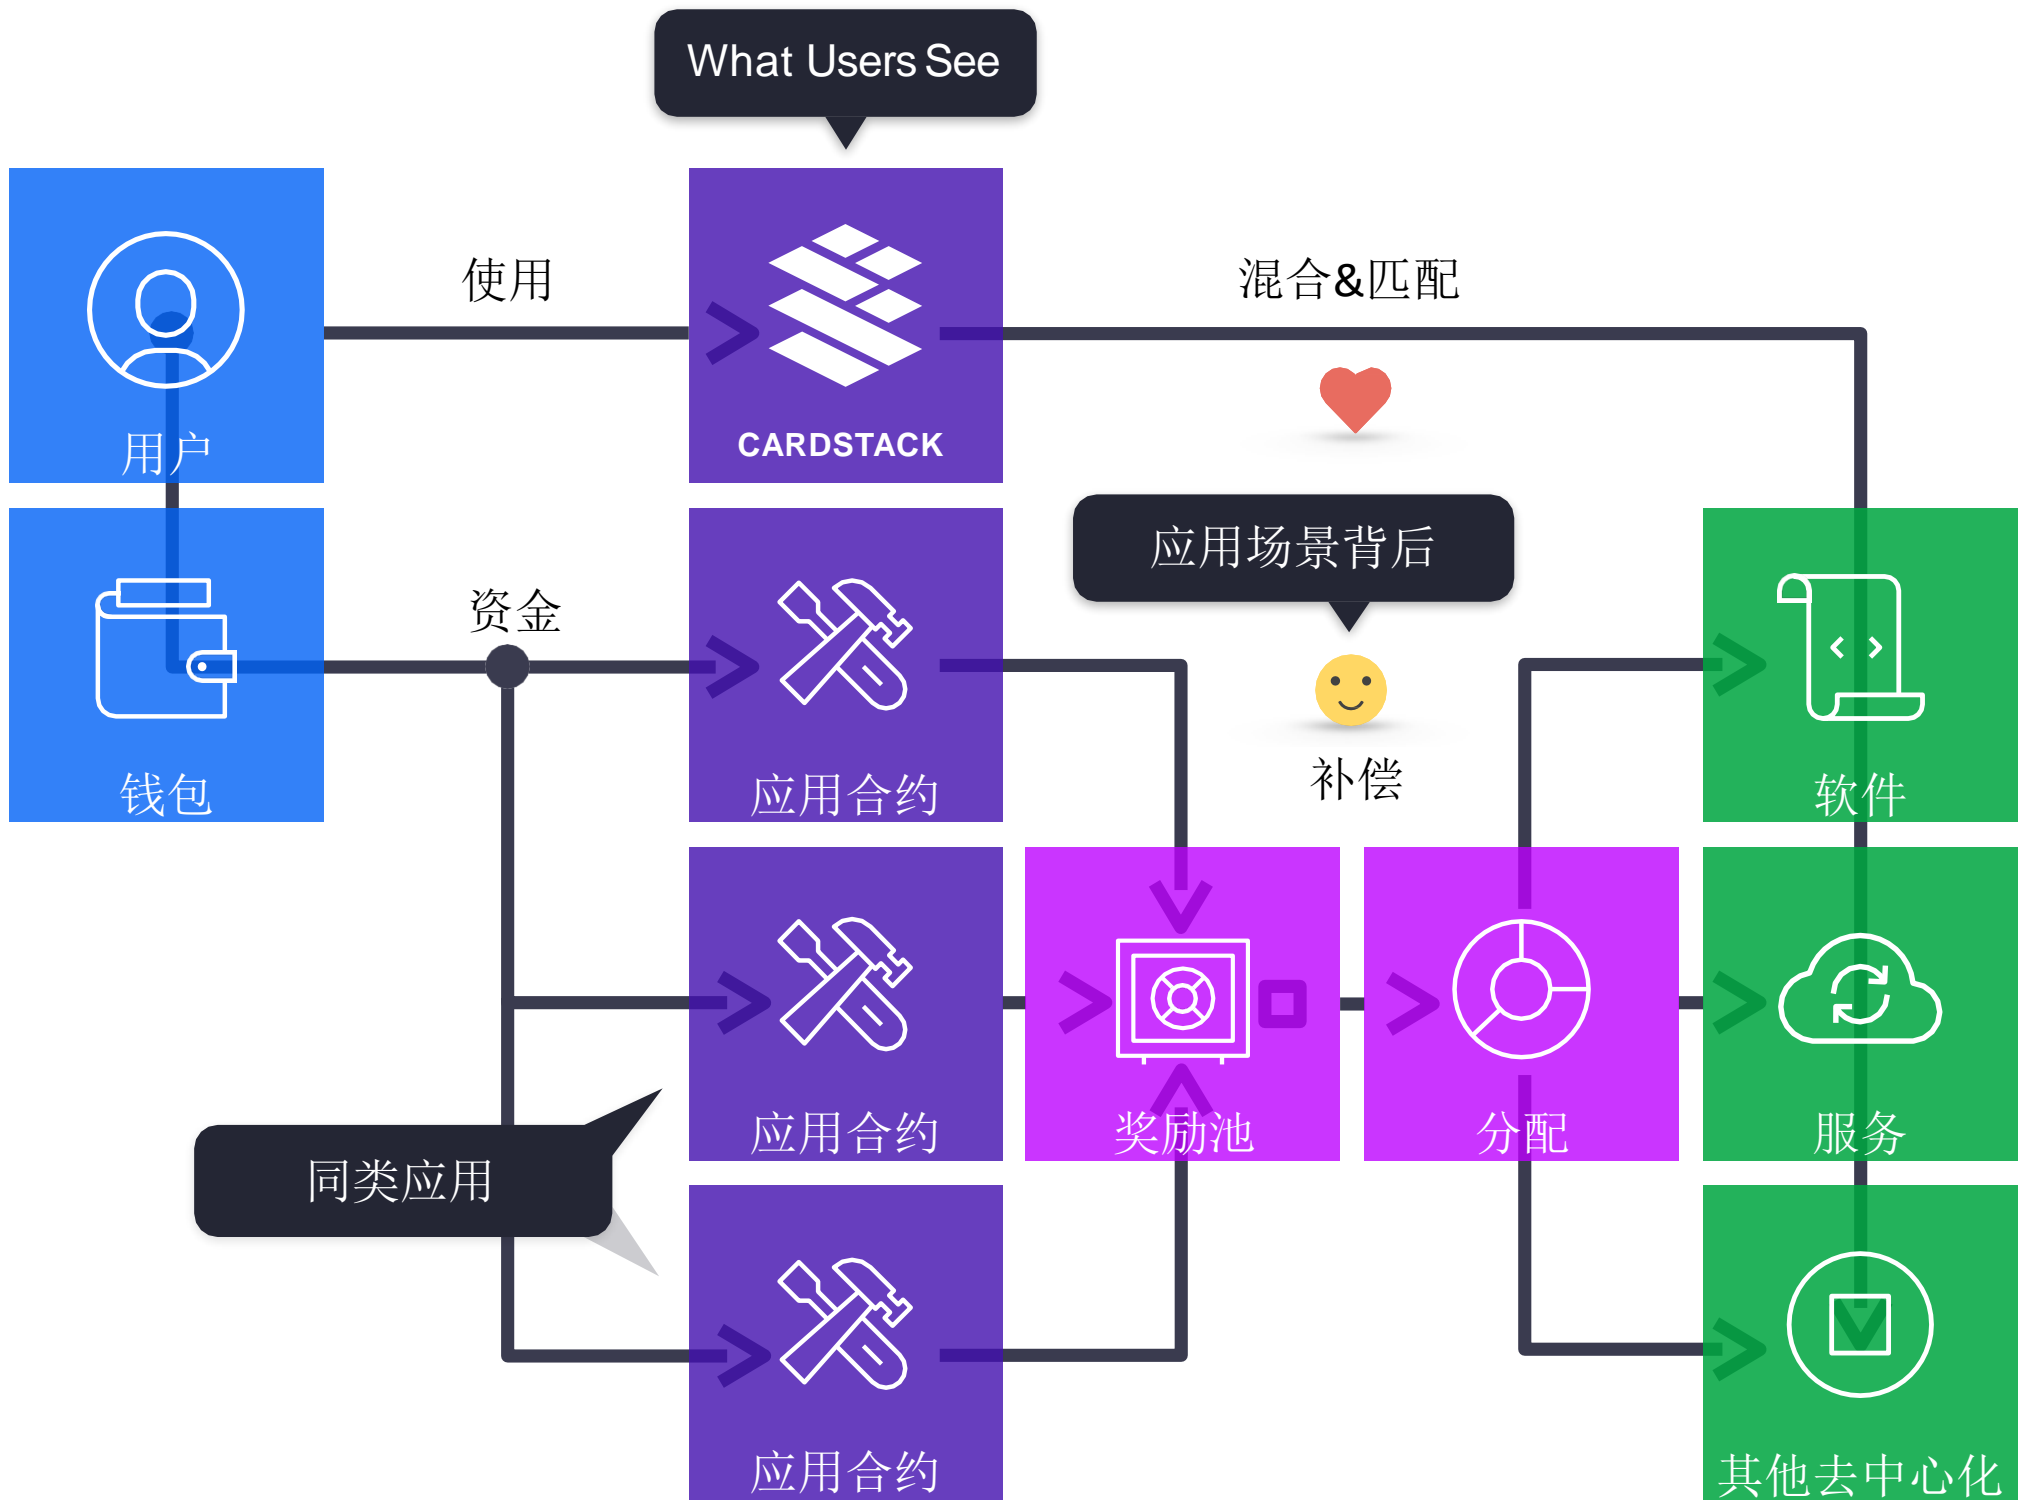 What Users See
使用
混合&匹配
用户
CARDSTACK
应用场景背后
资金
补偿
钱包
应用合约
软件
应用合约
奖励池
分配
服务
同类应用
应用合约
其他去中心化